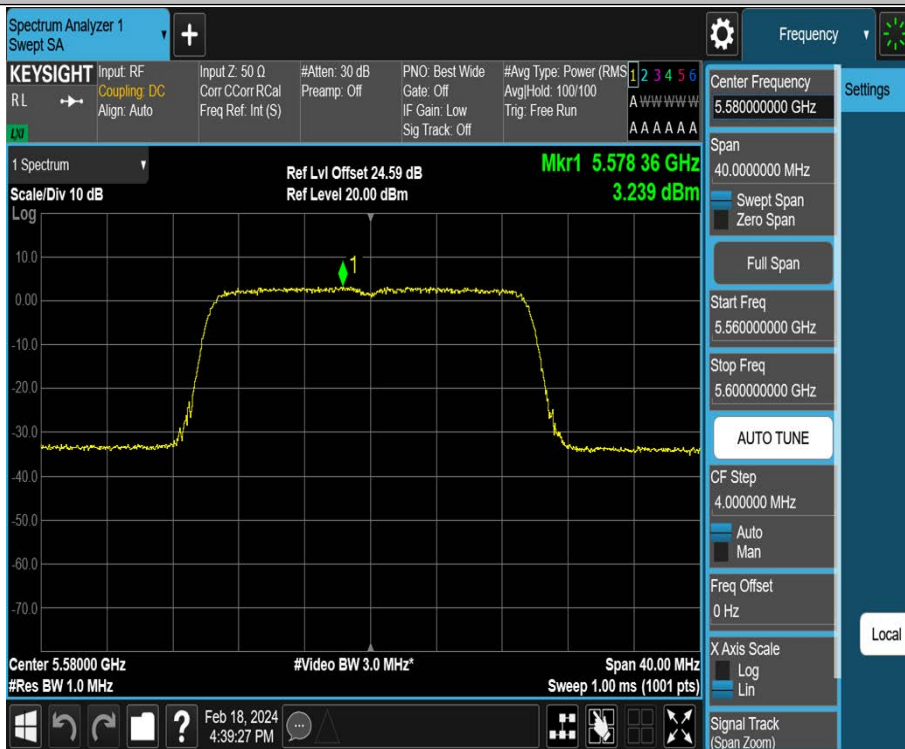 Spectrum Analyzer 1
Swept SA
Frequency
KEYSIGHT
R L
LXI
Input: RF
Coupling: DC
Align: Auto
Input Z: 50 Ω
Corr CCorr RCal
Freq Ref: Int (S)
#Atten: 30 dB
Preamp: Off
PNO: Best Wide
Gate: Off
IF Gain: Low
Sig Track: Off
#Avg Type: Power (RMS
Avg|Hold: 100/100
Trig: Free Run
1 2 3 4 5 6
A W W W W W
A A A A A A
1 Spectrum
Scale/Div 10 dB
Log
Ref Lvl Offset 24.59 dB
Ref Level 20.00 dBm
Mkr1 5.578 36 GHz
3.239 dBm
1
10.0
0.00
-10.0
-20.0
-30.0
-40.0
-50.0
-60.0
-70.0
Center 5.58000 GHz
#Res BW 1.0 MHz
#Video BW 3.0 MHz*
Span 40.00 MHz
Sweep 1.00 ms (1001 pts)
Feb 18, 2024
4:39:27 PM
?
Center Frequency
5.580000000 GHz
Span
40.0000000 MHz
Swept Span
Zero Span
Full Span
Start Freq
5.560000000 GHz
Stop Freq
5.600000000 GHz
AUTO TUNE
CF Step
4.000000 MHz
Auto
Man
Freq Offset
0 Hz
X Axis Scale
Log
Lin
Signal Track
(Span Zoom)
Settings
Local